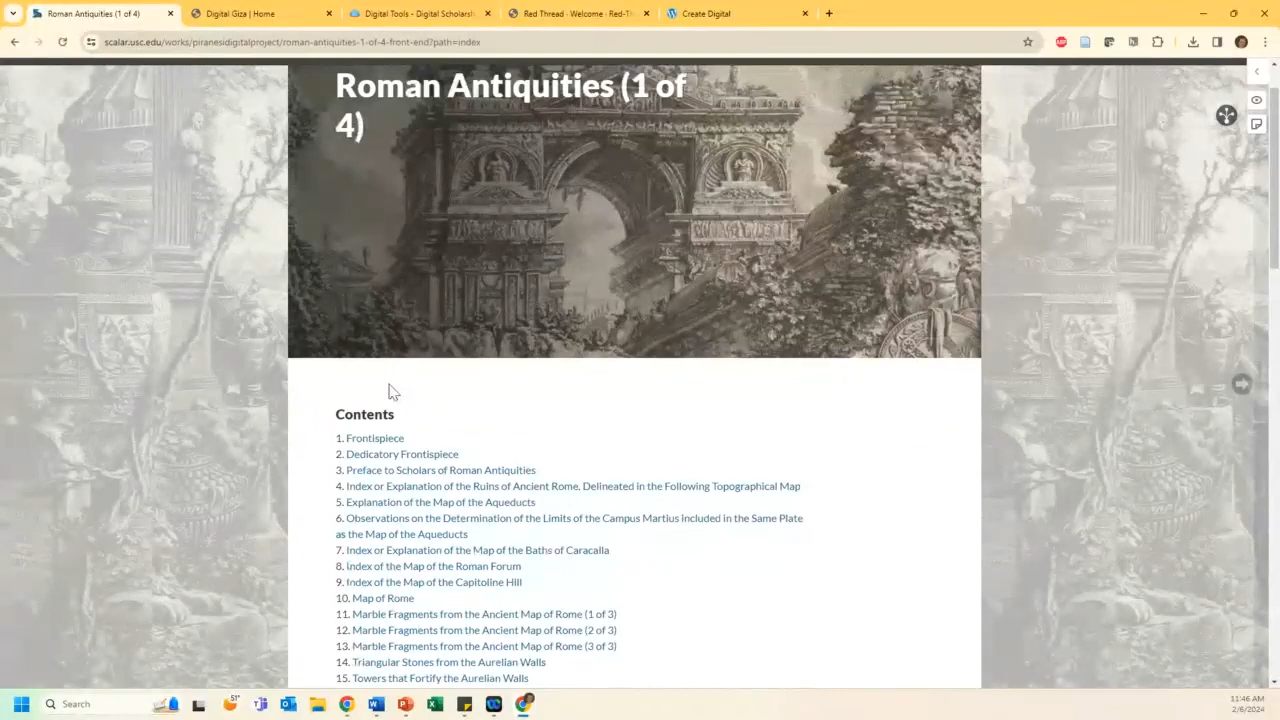 Roman Antiquities (1 of 4)
Digital Giza | Home
Digital Tools - Digital Scholarsh
Red Thread - Welcome - Red-Th
Create Digital
scalar.usc.edu/works/piranesidigitalproject/roman-antiquities-1-of-4-front-end?path=index
Roman Antiquities (1 of
4)
Contents
1. Frontispiece
2. Dedicatory Frontispiece
3. Preface to Scholars of Roman Antiquities
4. Index or Explanation of the Ruins of Ancient Rome. Delineated in the Following Topographical Map
5. Explanation of the Map of the Aqueducts
6. Observations on the Determination of the Limits of the Campus Martius included in the Same Plate
as the Map of the Aqueducts
7. Index or Explanation of the Map of the Baths of Caracalla
8. Index of the Map of the Roman Forum
9. Index of the Map of the Capitoline Hill
10. Map of Rome
11. Marble Fragments from the Ancient Map of Rome (1 of 3)
12. Marble Fragments from the Ancient Map of Rome (2 of 3)
13. Marble Fragments from the Ancient Map of Rome (3 of 3)
14. Triangular Stones from the Aurelian Walls
15. Towers that Fortify the Aurelian Walls
Search
51°
11:46 AM
2/6/2024